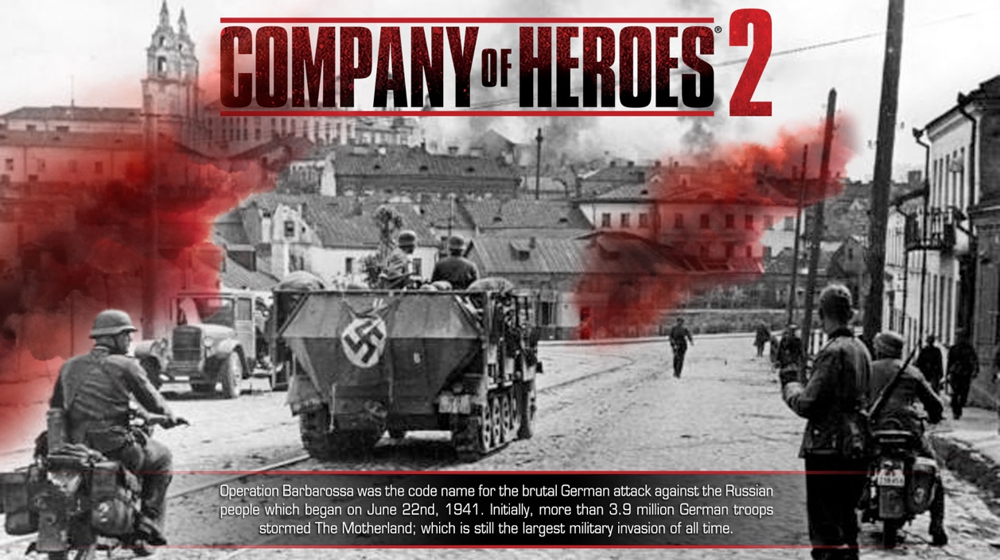 COMPANY OF HEROES® 2
Operation Barbarossa was the code name for the brutal German attack against the Russian
people which began on June 22nd, 1941. Initially, more than 3.9 million German troops
stormed The Motherland; which is still the largest military invasion of all time.